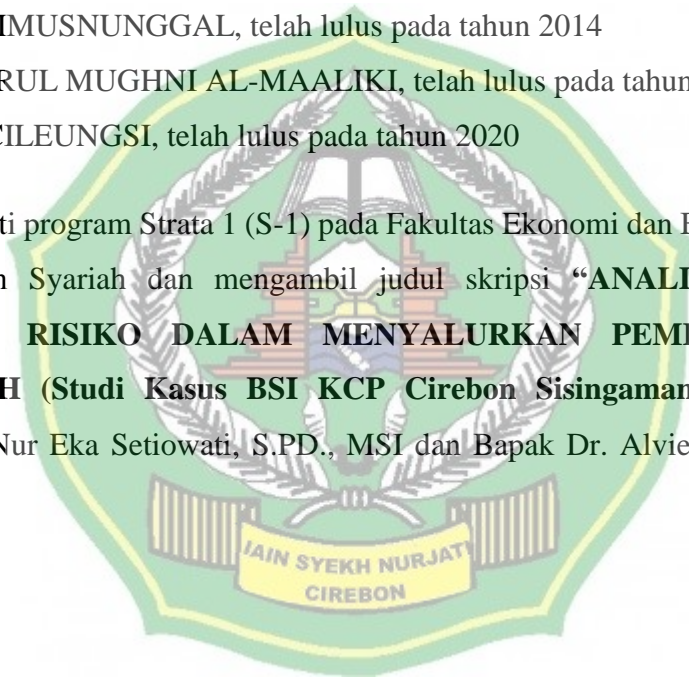 IMUSNUNGGAL, telah lulus pada tahun 2014
RUL MUGHNI AL-MAALIKI, telah lulus pada tahun
CILEUNGSI, telah lulus pada tahun 2020
ti program Strata 1 (S-1) pada Fakultas Ekonomi dan
Syariah dan mengambil judul skripsi “ANALI
RISIKO DALAM MENYALURKAN PEM
H (Studi Kasus BSI KCP Cirebon Sisingaman
Nur Eka Setiowati, S.PD., MSI dan Bapak Dr. Alvie
IAIN SYEKH NURJATI
CIREBON